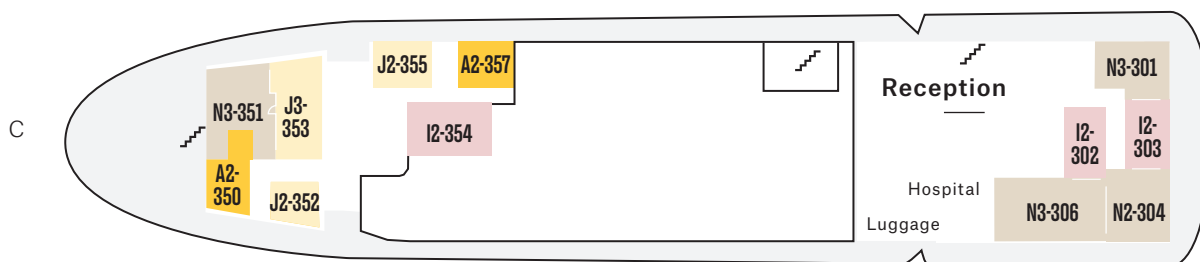 C
J2-355
A2-357
N3-351
J3-
353
I2-354
A2-
350
J2-352
Reception
N3-301
I2-
302
I2-
303
Hospital
Luggage
N3-306
N2-304